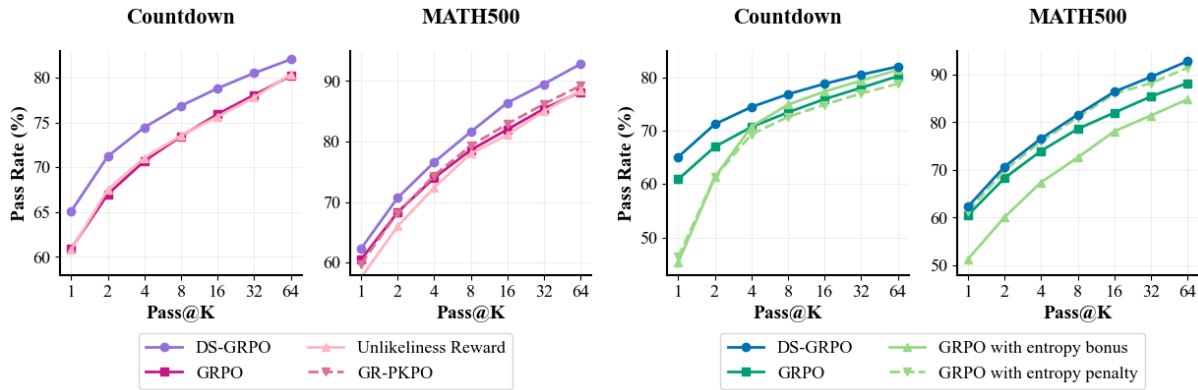 Countdown
MATH500
Countdown
MATH500
Pass Rate (%)
80
75
70
65
60
1 2 4 8 16 32 64
Pass@K
90
80
70
60
1 2 4 8 16 32 64
Pass@K
Pass Rate (%)
80
70
60
50
1 2 4 8 16 32 64
Pass@K
90
80
70
60
50
1 2 4 8 16 32 64
Pass@K
DS-GRPO
GRPO
Unlikeliness Reward
GR-PKPO
DS-GRPO
GRPO
GRPO with entropy bonus
GRPO with entropy penalty